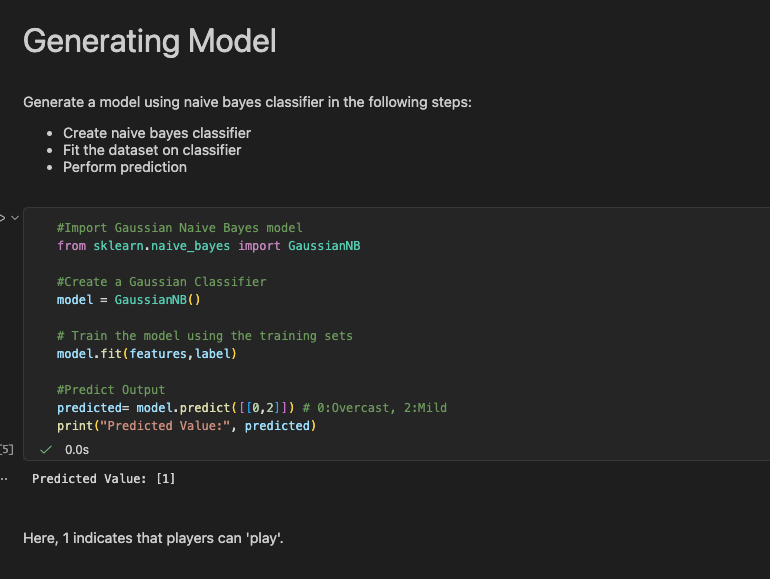 Generating Model
Generate a model using naive bayes classifier in the following steps:
• Create naive bayes classifier
• Fit the dataset on classifier
• Perform prediction
#Import Gaussian Naive Bayes model
from sklearn.naive_bayes import GaussianNB
#Create a Gaussian Classifier
model = GaussianNB()
# Train the model using the training sets
model.fit(features,label)
#Predict Output
predicted= model.predict([[0,2]]) # 0:Overcast, 2:Mild
print("Predicted Value:", predicted)
[5] ✓ 0.0s
Predicted Value: [1]
Here, 1 indicates that players can 'play'.